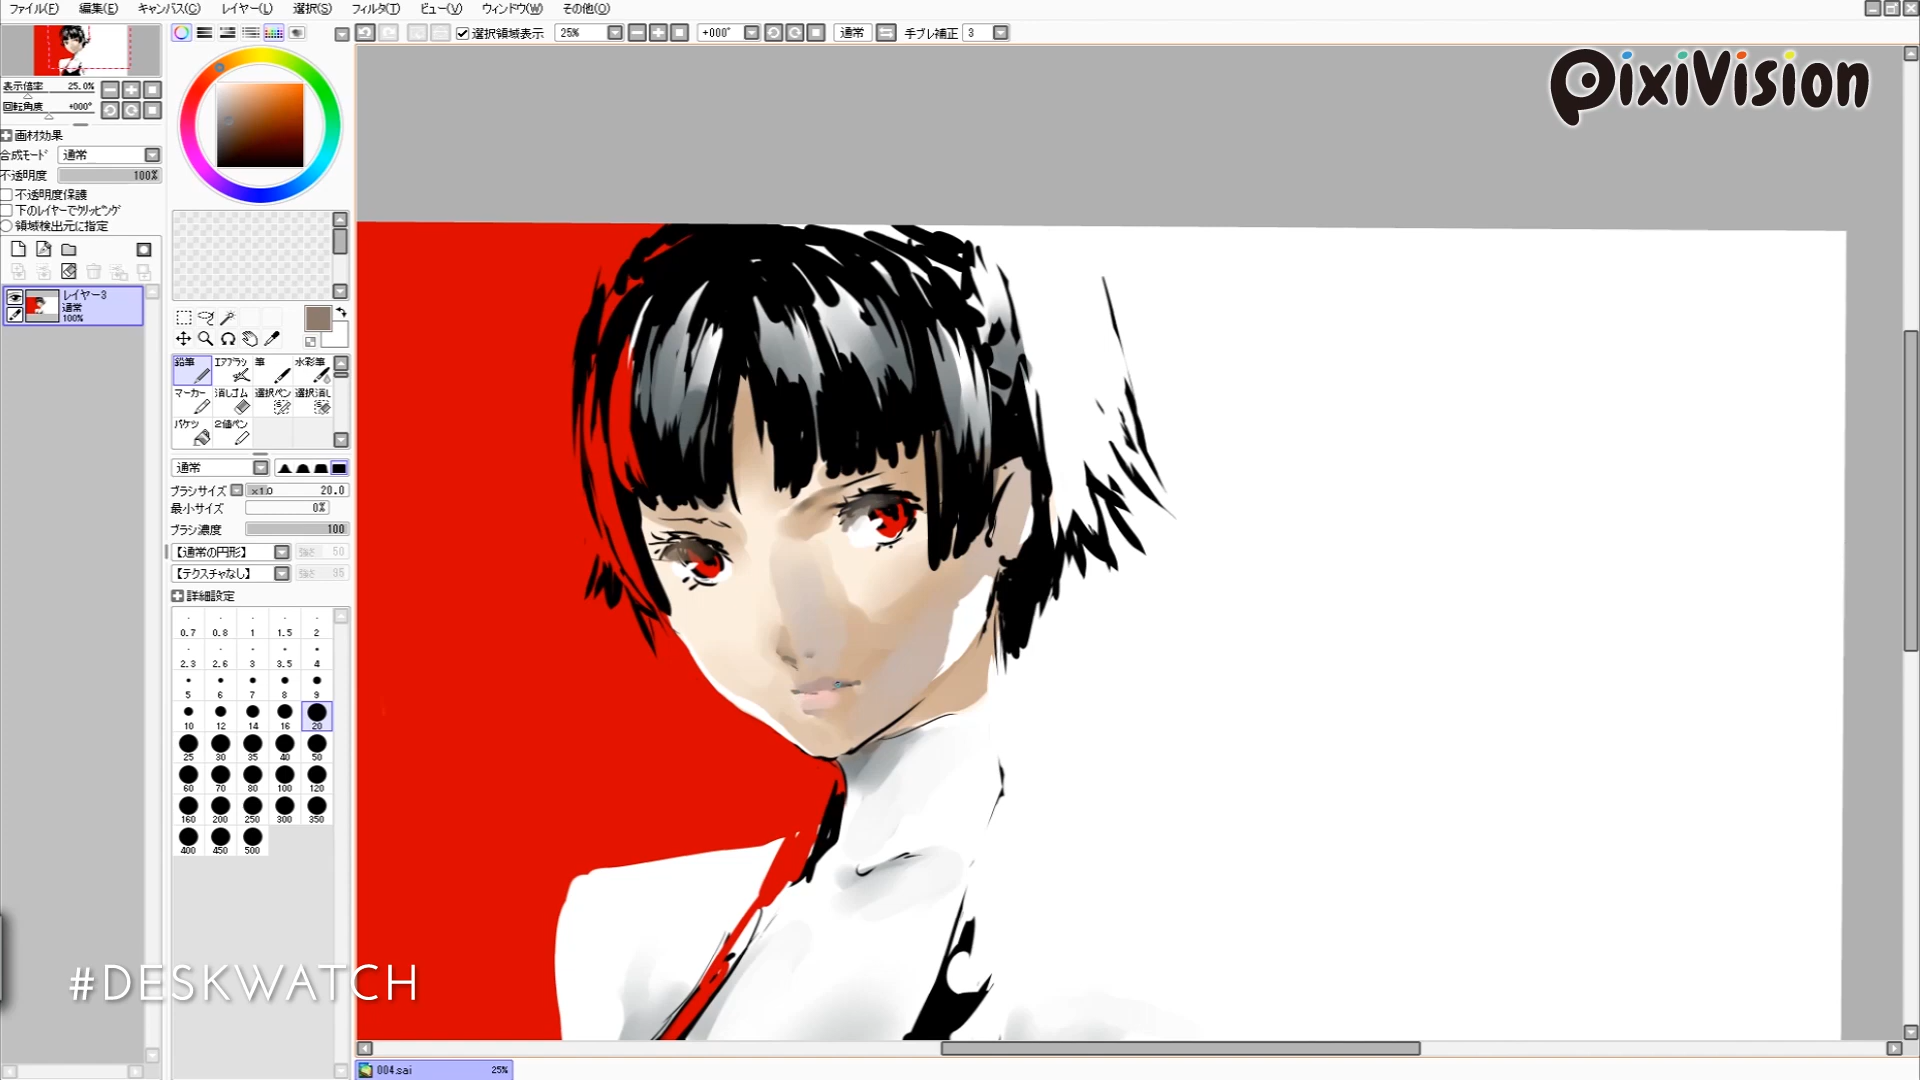 ファイル(F) 編集(E) キャンバス(C) レイヤー(L) 選択(S) フィルタ(T) ビュー(V) ウィンドウ(W) その他(O)
選択領域表示 25% +000° 通常 手ブレ補正 3
PixiVision
表示倍率 25.0%
回転角度 +000°
画材効果
合成モード 通常
不透明度 100%
不透明度保護
下のレイヤーでクリッピング
領域検出元に指定
レイヤー3
通常
100%
鉛筆 エアブラシ 筆 水彩筆
マーカー 消しゴム 選択ペン 選択消し
バケツ 2値ペン
通常
ブラシサイズ x1.0 20.0
最小サイズ 0%
ブラシ濃度 100
【通常の円形】 強さ 50
【テクスチャなし】 強さ 95
詳細設定
0.7 0.8 1 1.5 2
2.3 2.6 3 3.5 4
5 6 7 8 9
10 12 14 16 20
25 30 35 40 50
60 70 80 100 120
160 200 250 300 350
400 450 500
#DESKWATCH
004.sai 25%